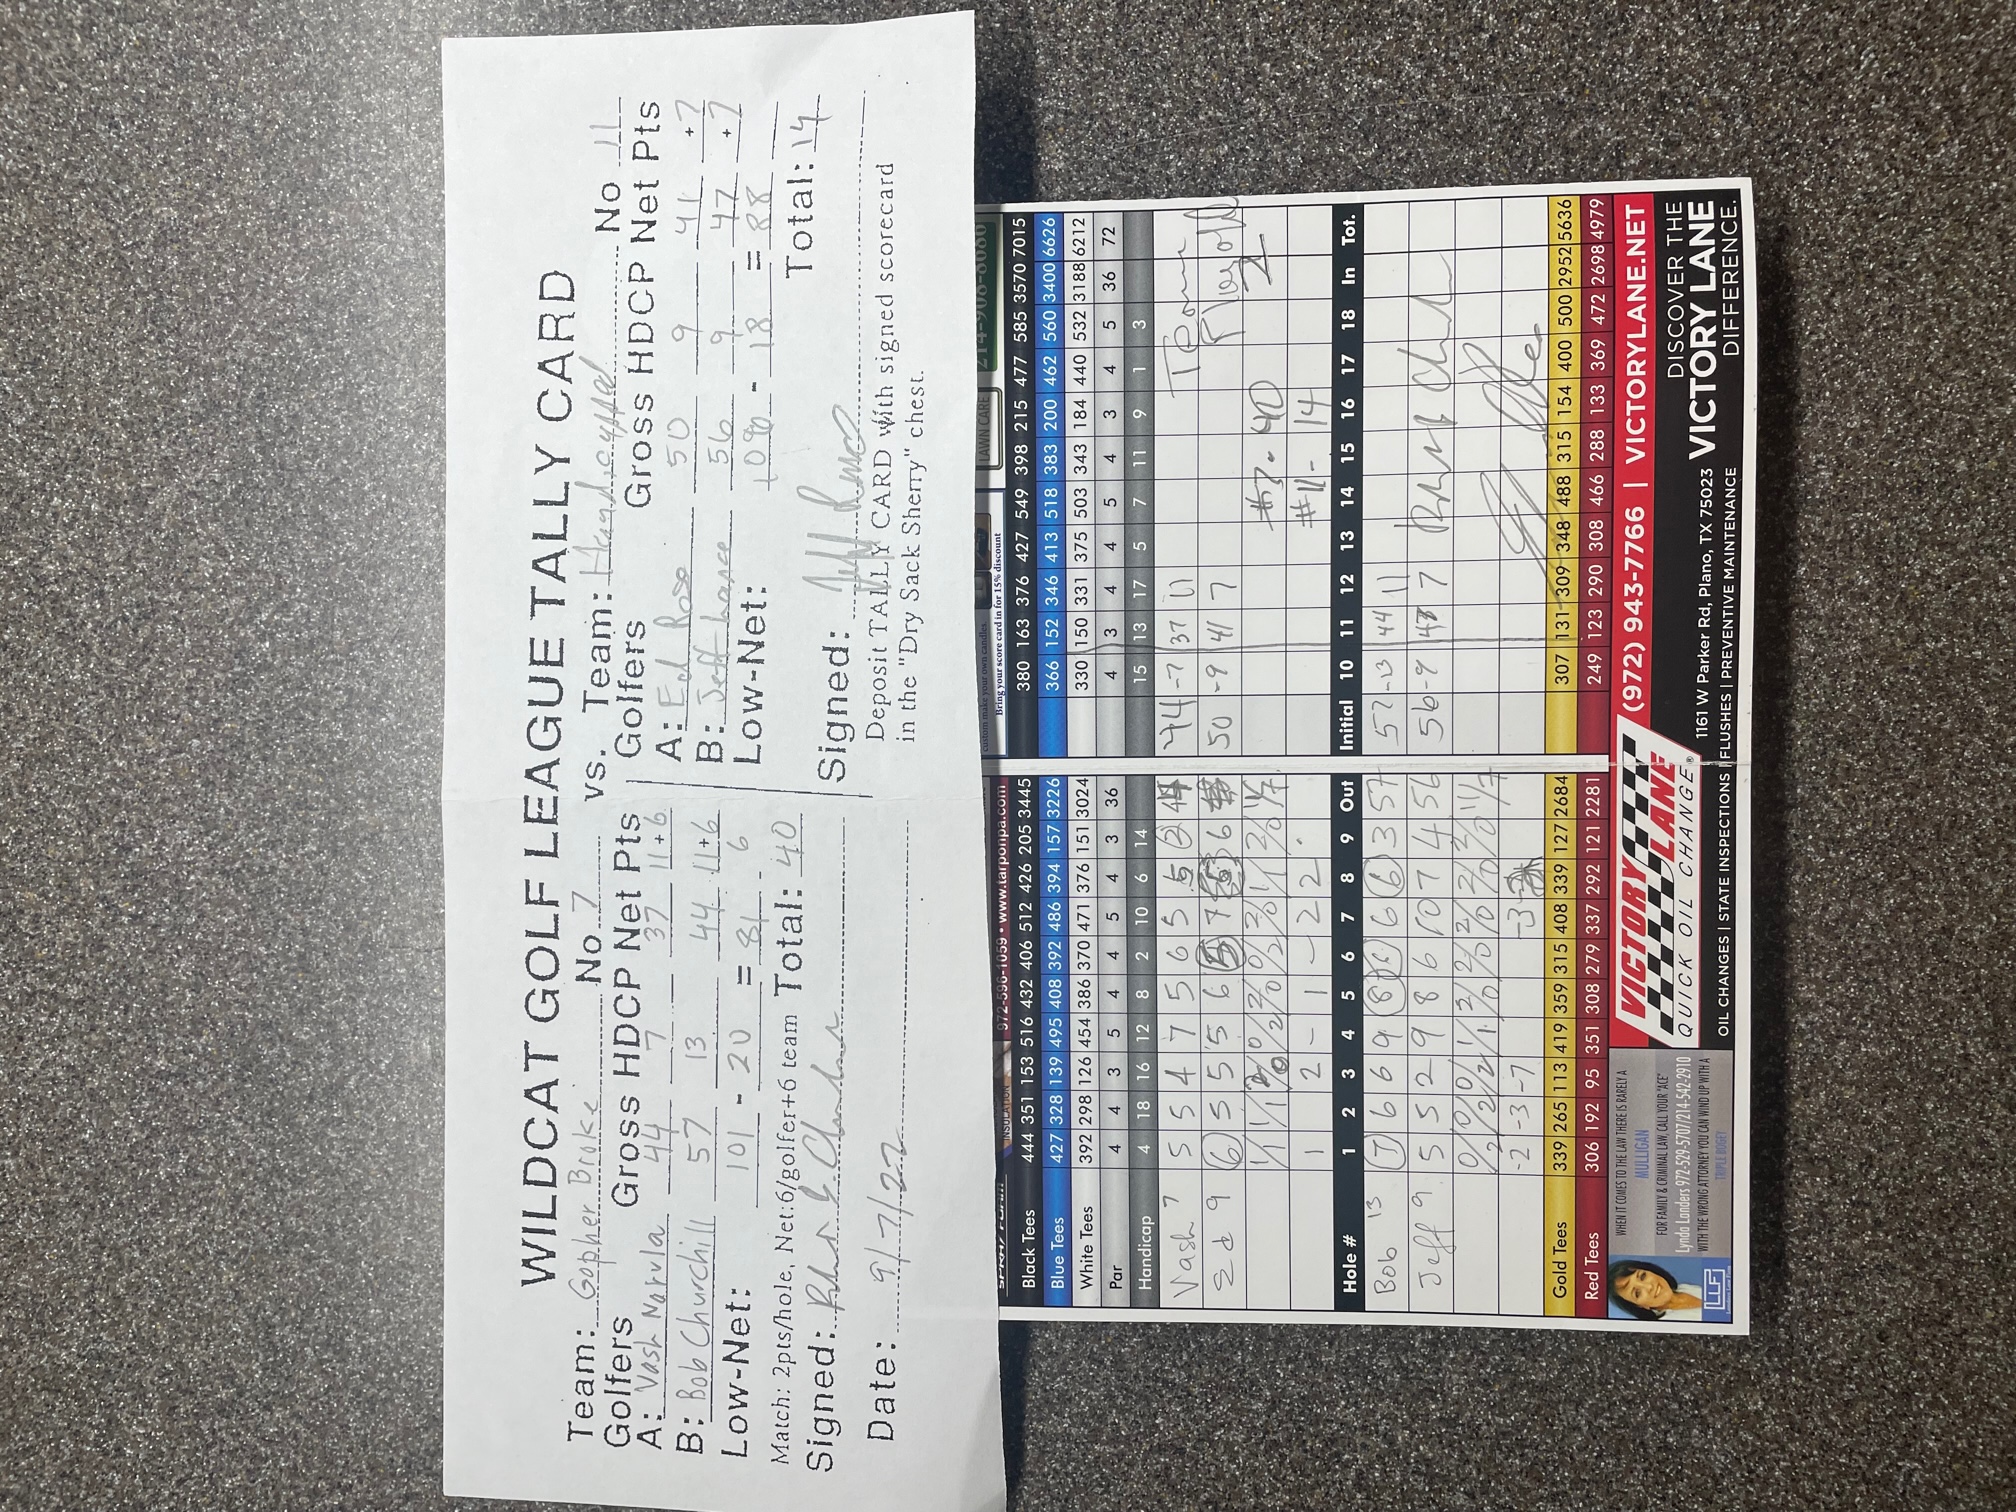 WILDCAT GOLF LEAGUE TALLY CARD
Team: Gopher Broke No 7 vs. Team: Handicapped No 11
Golfers Gross HDCP Net Pts Golfers Gross HDCP Net Pts
A: Vash Narula 44 7 37 11+6 A: Ed Rose 50 9 41 +7
B: Bob Churchill 57 13 44 11+6 B: Jeff Lance 56 9 47 +7
Low-Net: 101 - 20 = 81 6 Low-Net: 106 - 18 = 88
Match: 2pts/hole, Net:6/golfer+6 team Total: 40 Total: 14
Signed: Signed: Jeff
Date: 9/7/22 Deposit TALLY CARD with signed scorecard
in the "Dry Sack Sherry" chest.
SPRAY FOAM INSULATION 972-596-1059 • www.tarponpa.com custom make your own candles. LAWN CARE 214-908-8686
Bring your score card in for 15% discount
Black Tees 444 351 153 516 432 406 512 426 205 3445 380 163 376 427 549 398 215 477 585 3570 7015
Blue Tees 427 328 139 495 408 392 486 394 157 3226 366 152 346 413 518 383 200 462 560 3400 6626
White Tees 392 298 126 454 386 370 471 376 151 3024 330 150 331 375 503 343 184 440 532 3188 6212
Par 4 4 3 5 4 4 5 4 3 36 4 3 4 4 5 4 3 4 5 36 72
Handicap 4 18 16 12 8 2 10 6 14 15 13 17 5 7 11 9 1 3
Vash 7 5 5 4 7 5 6 5 5 2 44 44 -7 37 11 Team
Ed 9 6 5 5 5 6 5 7 5 6 50 -9 41 7 Playoff
1/1 1/1 2/0 0/2 2/0 0/2 2/0 1/1 2/0 11/7 #7 - 40 2
1 2 - 1 - 2 2 #11 - 14
Hole # 1 2 3 4 5 6 7 8 9 Out Initial 10 11 12 13 14 15 16 17 18 In Tot.
Bob 13 7 6 6 9 8 6 6 6 3 57 57 -13 44 11
Jeff 9 5 5 2 9 8 6 10 7 4 56 56 -9 47 7
0/2 0/2 0/2 1/1 2/0 2/0 2/0 2/0 2/0 11/7
-2 -3 -7 -3
Gold Tees 339 265 113 419 359 315 408 339 127 2684 307 131 309 348 488 315 154 400 500 2952 5636
Red Tees 306 192 95 351 308 279 337 292 121 2281 249 123 290 308 466 288 133 369 472 2698 4979
WHEN IT COMES TO THE LAW THERE IS RARELY A
MULLIGAN
FOR FAMILY & CRIMINAL LAW, CALL YOUR "ACE"
Lynda Landers 972-529-5707/214-542-2910
WITH THE WRONG ATTORNEY YOU CAN WIND UP WITH A
TRIPLE BOGEY
LLF
Landers Law Firm
VICTORY
LANE
QUICK OIL CHANGE®
(972) 943-7766 | VICTORYLANE.NET
1161 W Parker Rd, Plano, TX 75023
OIL CHANGES | STATE INSPECTIONS | FLUSHES | PREVENTIVE MAINTENANCE
DISCOVER THE
VICTORY LANE
DIFFERENCE.